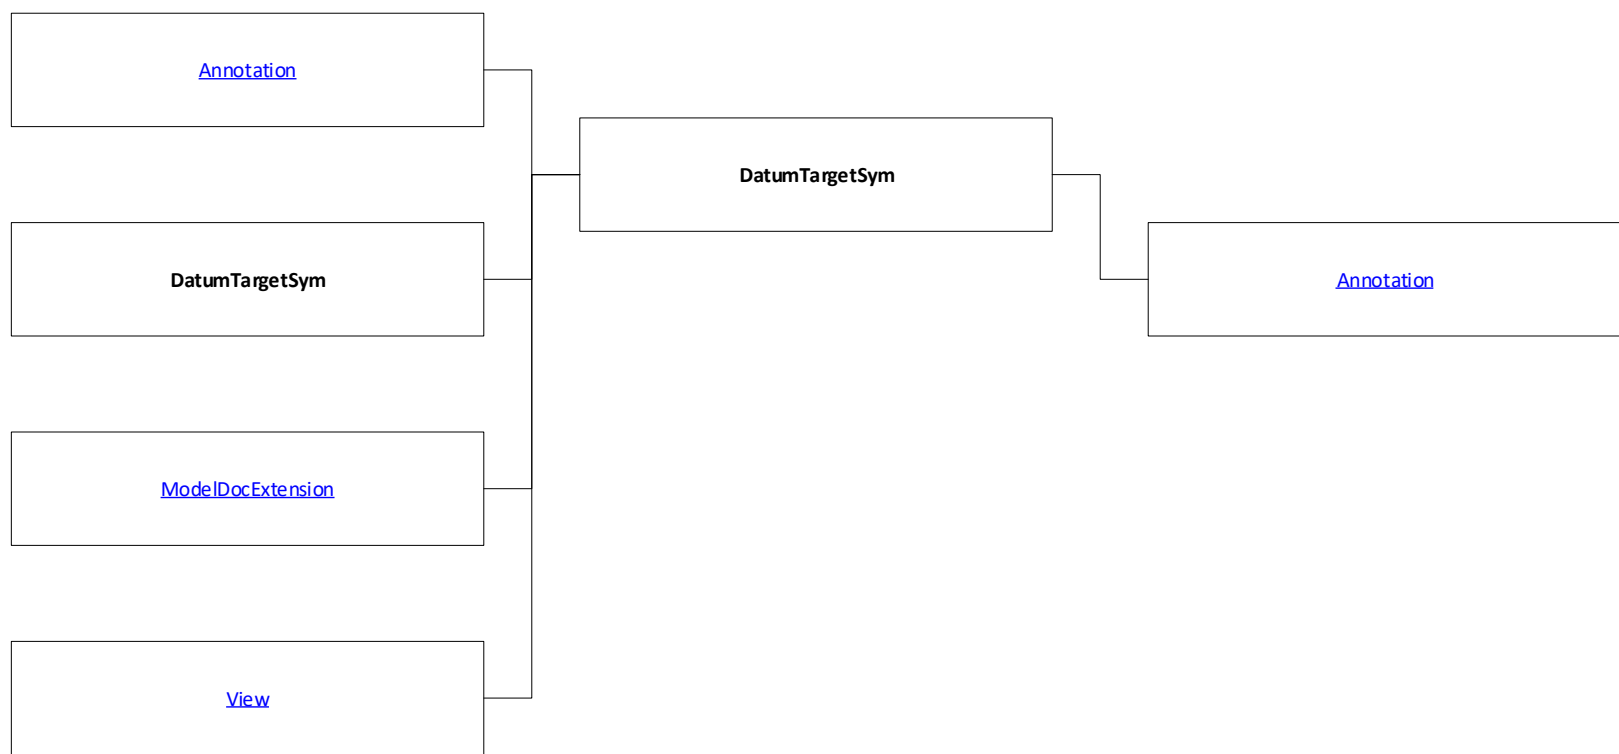 Annotation
DatumTargetSym
DatumTargetSym
Annotation
ModelDocExtension
View